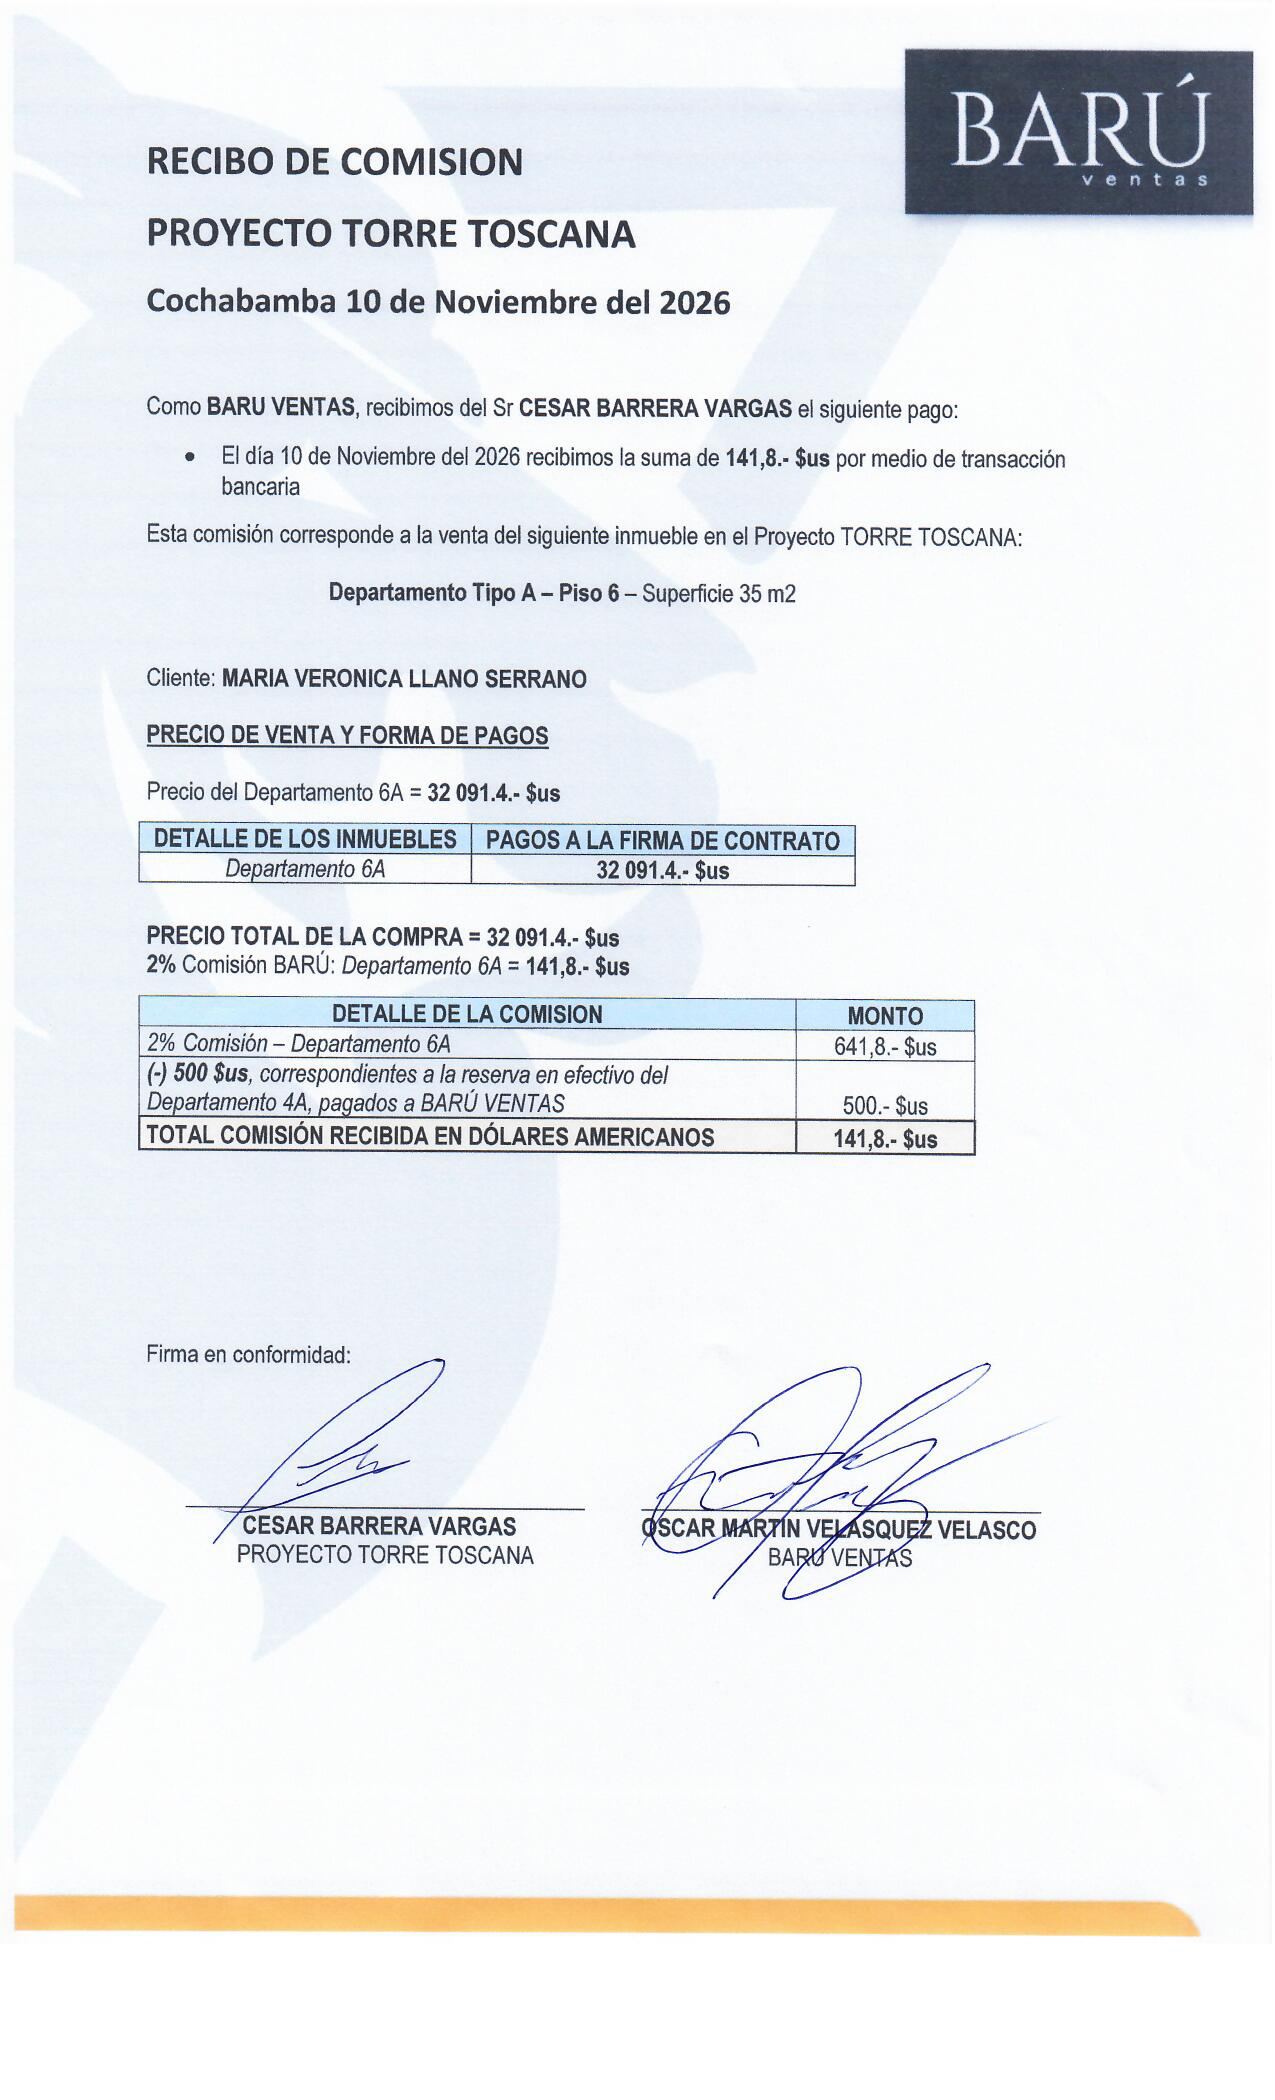 BARÚ
ventas
RECIBO DE COMISION
PROYECTO TORRE TOSCANA
Cochabamba 10 de Noviembre del 2026
Como BARU VENTAS, recibimos del Sr CESAR BARRERA VARGAS el siguiente pago:
• El día 10 de Noviembre del 2026 recibimos la suma de 141,8.- $us por medio de transacción
bancaria
Esta comisión corresponde a la venta del siguiente inmueble en el Proyecto TORRE TOSCANA:
Departamento Tipo A – Piso 6 – Superficie 35 m2
Cliente: MARIA VERONICA LLANO SERRANO
PRECIO DE VENTA Y FORMA DE PAGOS
Precio del Departamento 6A = 32 091.4.- $us
DETALLE DE LOS INMUEBLES PAGOS A LA FIRMA DE CONTRATO
Departamento 6A 32 091.4.- $us
PRECIO TOTAL DE LA COMPRA = 32 091.4.- $us
2% Comisión BARÚ: Departamento 6A = 141,8.- $us
DETALLE DE LA COMISION MONTO
2% Comisión – Departamento 6A 641,8.- $us
(-) 500 $us, correspondientes a la reserva en efectivo del
Departamento 4A, pagados a BARÚ VENTAS 500.- $us
TOTAL COMISIÓN RECIBIDA EN DÓLARES AMERICANOS 141,8.- $us
Firma en conformidad:
CESAR BARRERA VARGAS OSCAR MARTIN VELASQUEZ VELASCO
PROYECTO TORRE TOSCANA BARU VENTAS